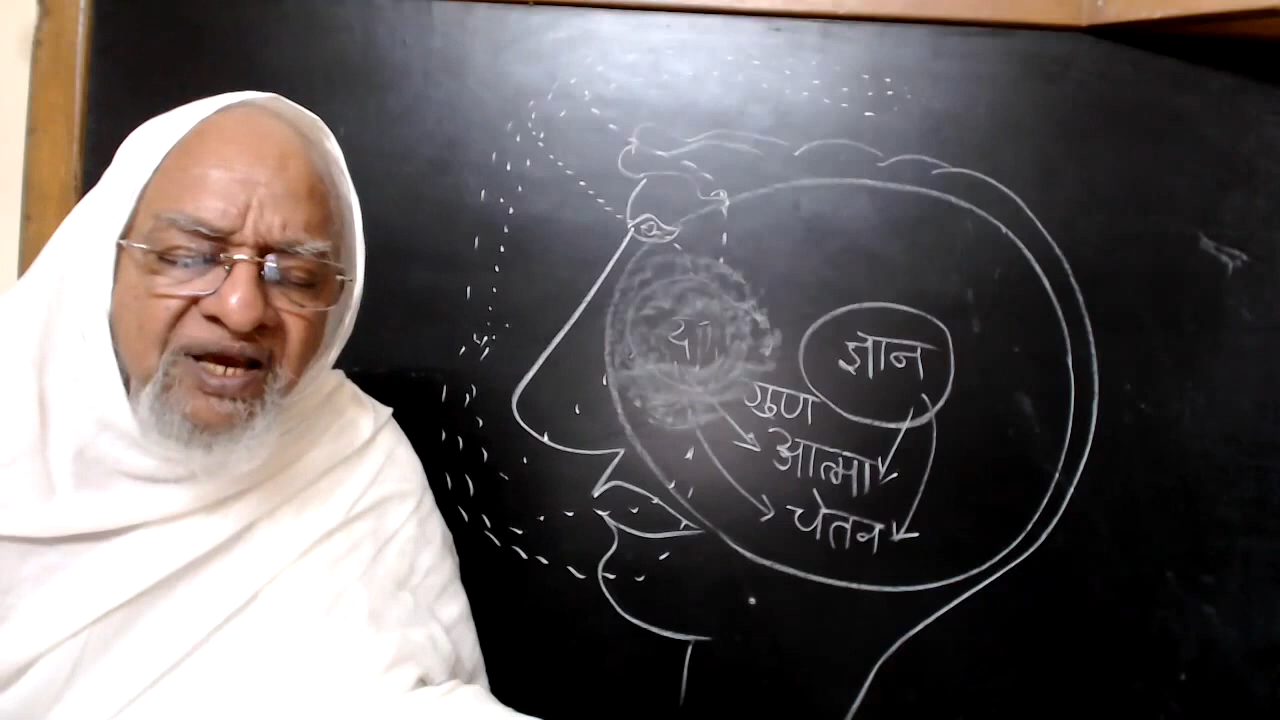 ज्ञान
गुण
आत्मा
चेतन